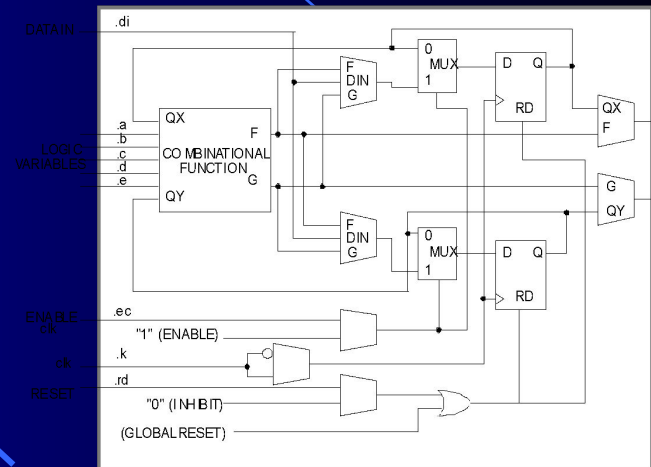 DATA IN
.di
0
MUX
1
F
DIN
G
D Q
RD
QX
F
QX
F
COMBINATIONAL
FUNCTION
G
QY
.a
.b
.c
.d
.e
LOGIC
VARIABLES
G
QY
F
DIN
G
0
MUX
1
D Q
RD
ENABLE
clk
.ec
"1" (ENABLE)
clk
.k
RESET
.rd
"0" (INHIBIT)
(GLOBAL RESET)